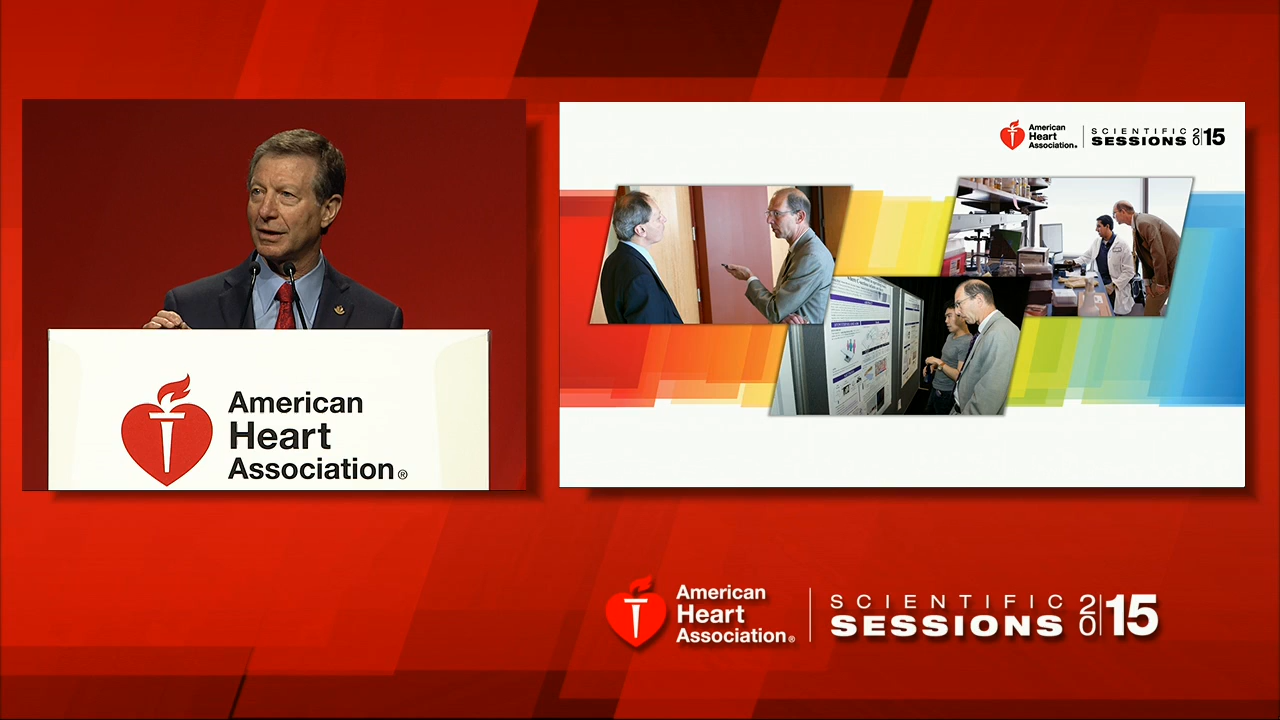 American
Heart
Association®
American
Heart
Association®
SCIENTIFIC
SESSIONS
2015
American
Heart
Association®
SCIENTIFIC
SESSIONS
2015